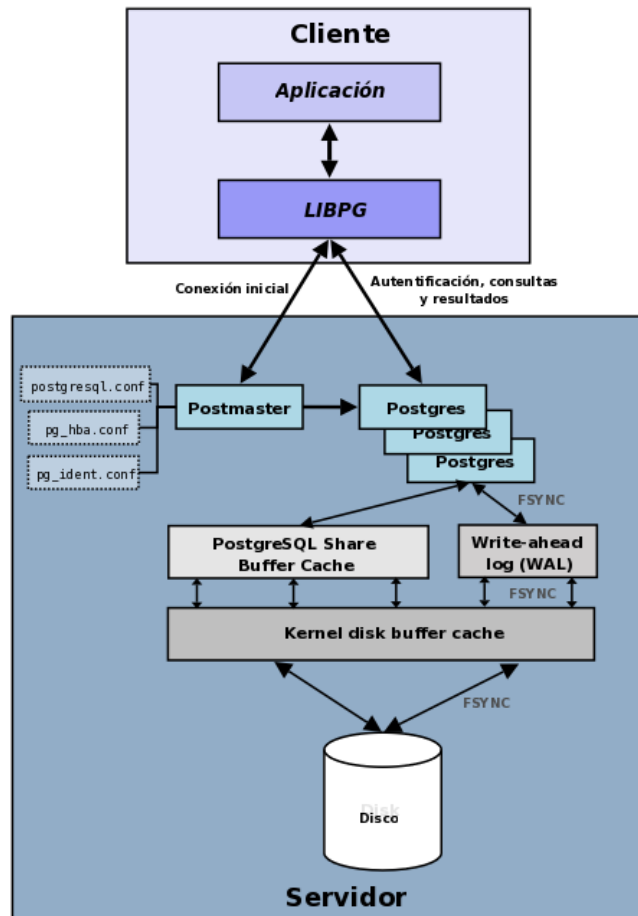 Cliente
Aplicación
LIBPG
Conexión inicial
Autentificación, consultas
y resultados
postgresql.conf
pg_hba.conf
pg_ident.conf
Postmaster
Postgres
Postgres
Postgres
FSYNC
PostgreSQL Share
Buffer Cache
Write-ahead
log (WAL)
FSYNC
Kernel disk buffer cache
FSYNC
Disk
Disco
Servidor